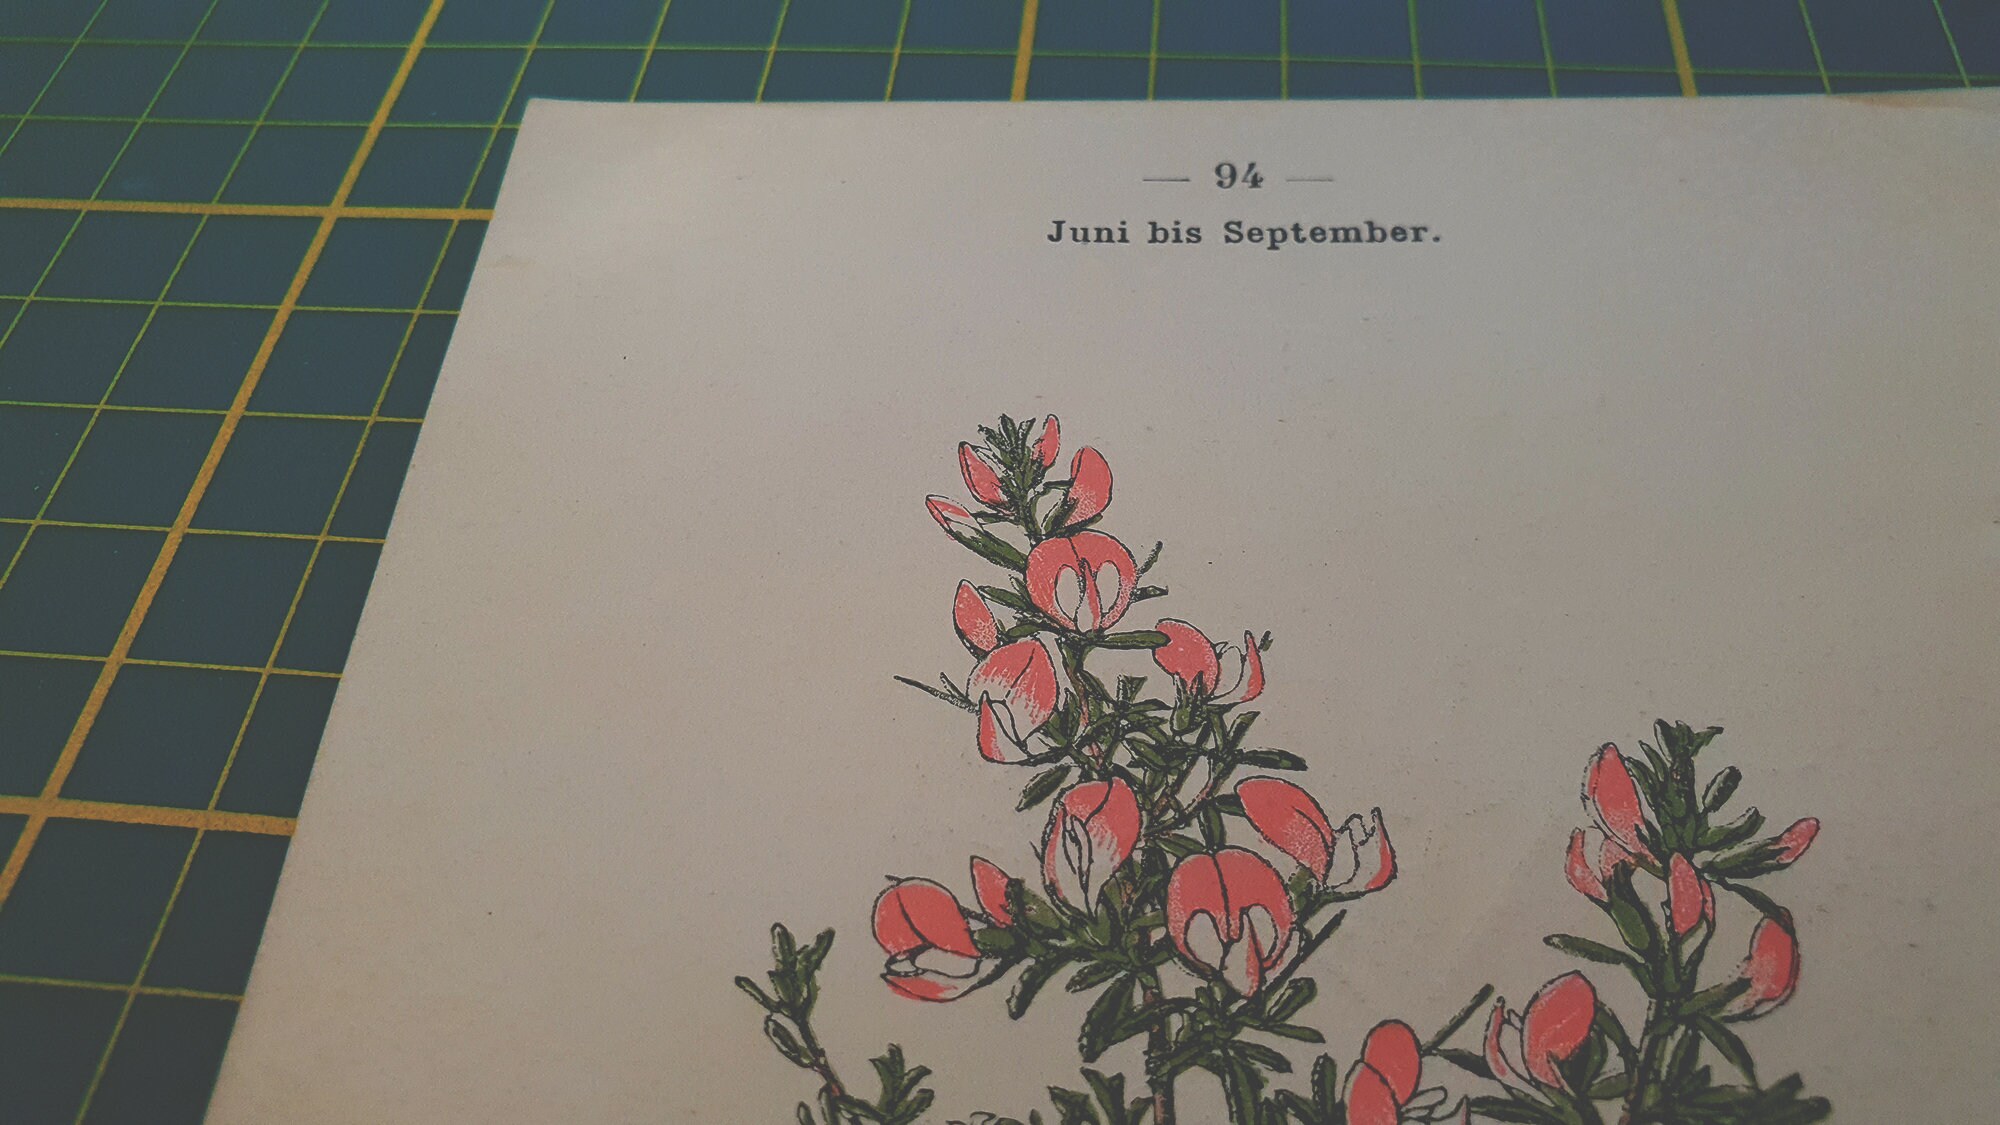 — 94 —
Juni bis September.